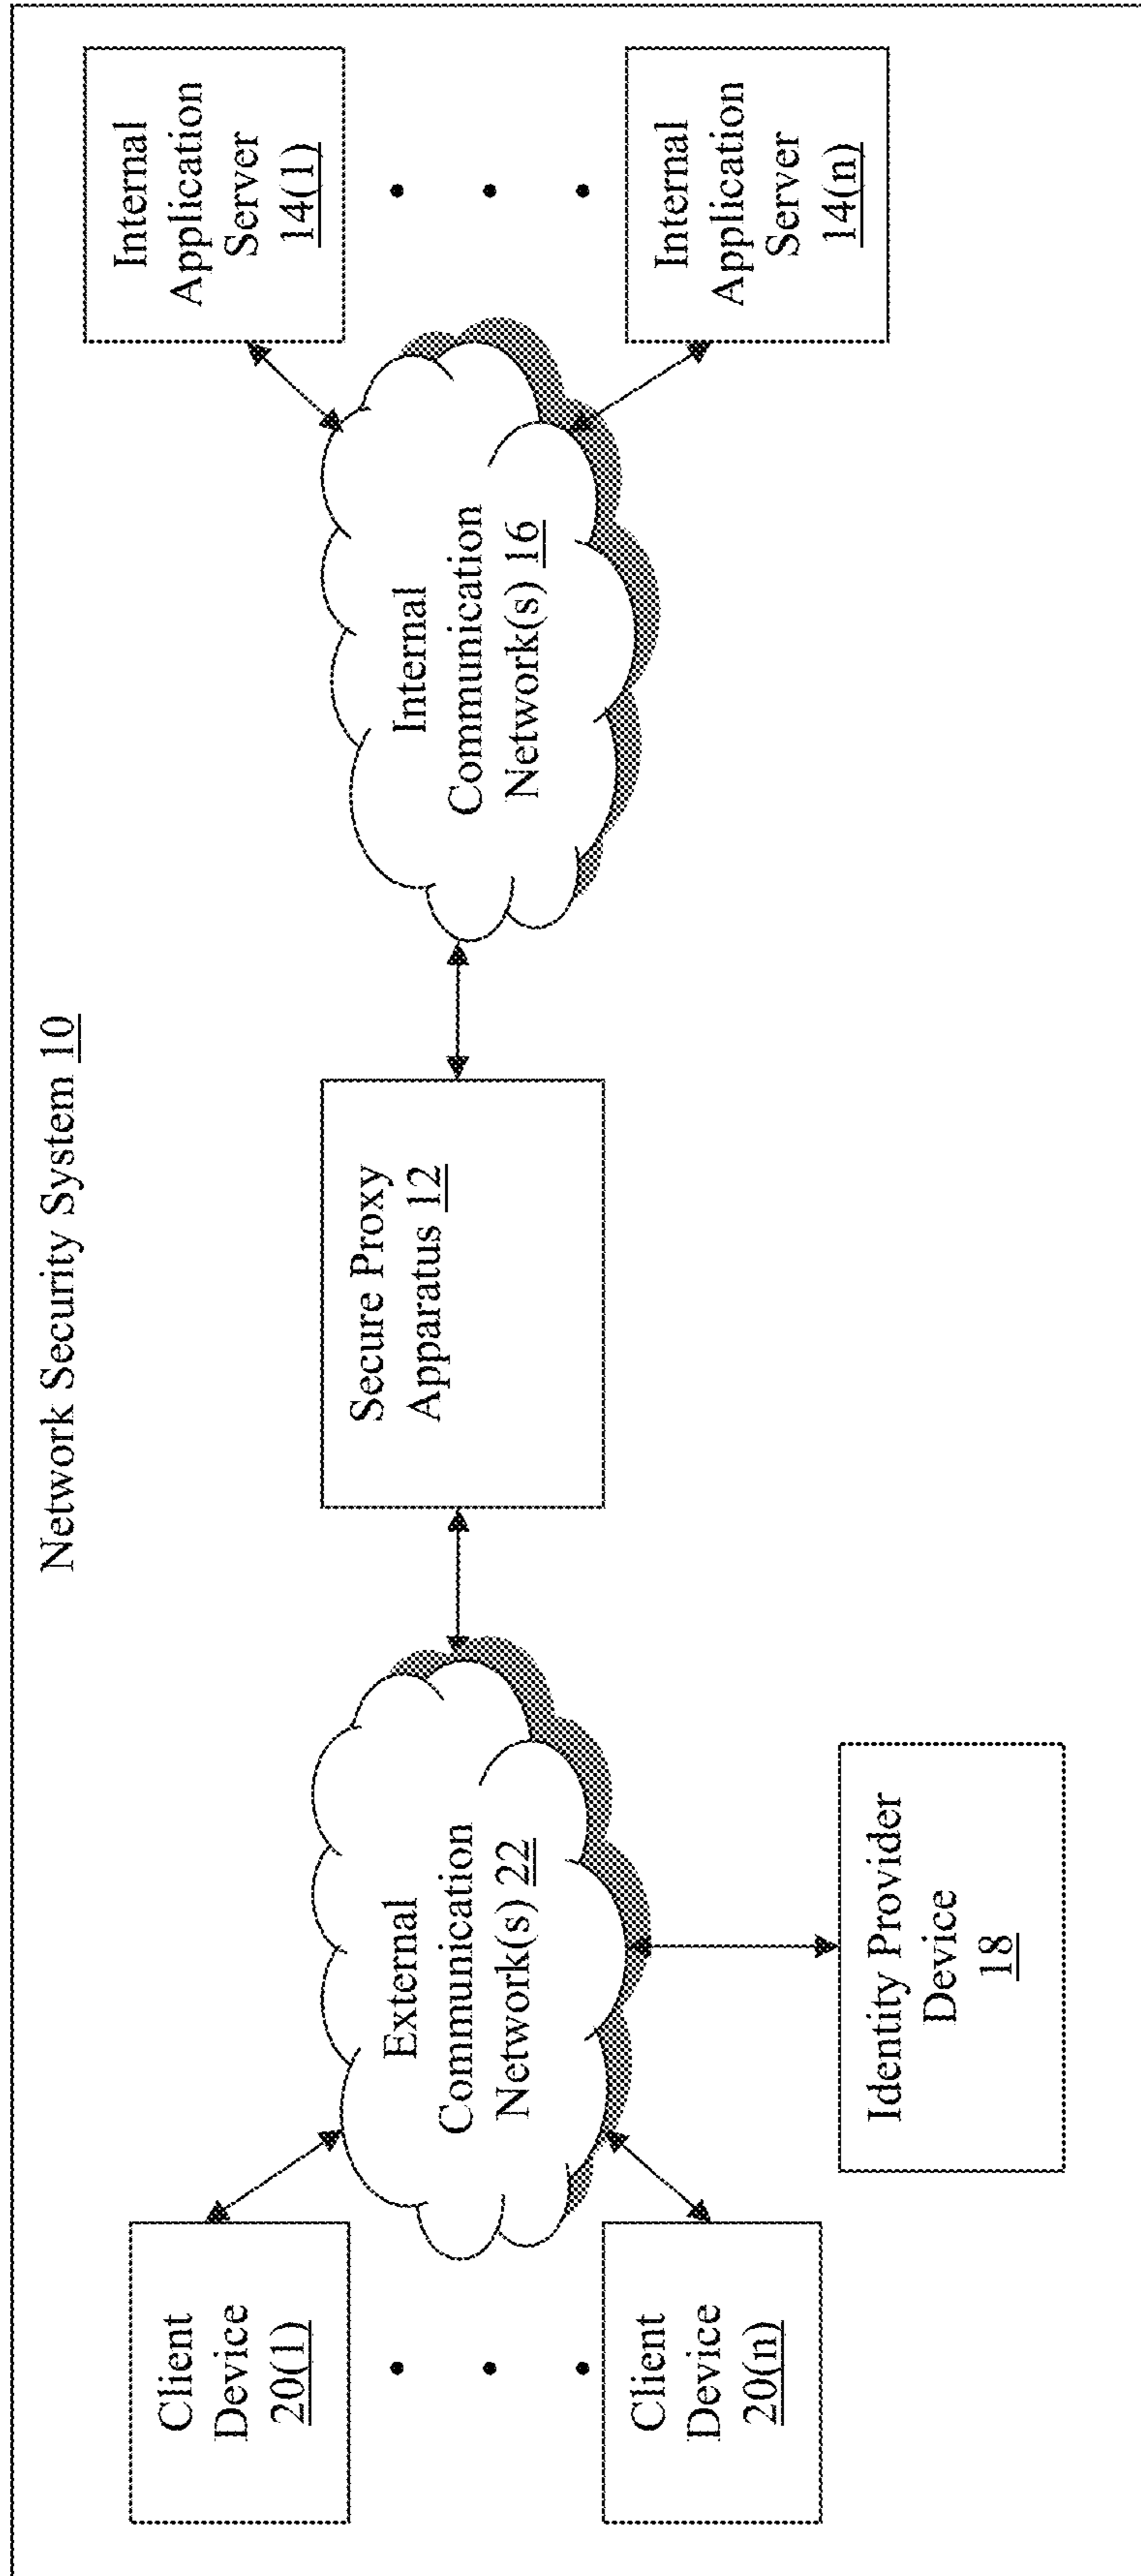 Network Security System 10
Client
Device
20(1)
Client
Device
20(n)
External
Communication
Network(s) 22
Identity Provider
Device
18
Secure Proxy
Apparatus 12
Internal
Communication
Network(s) 16
Internal
Application
Server
14(1)
Internal
Application
Server
14(n)